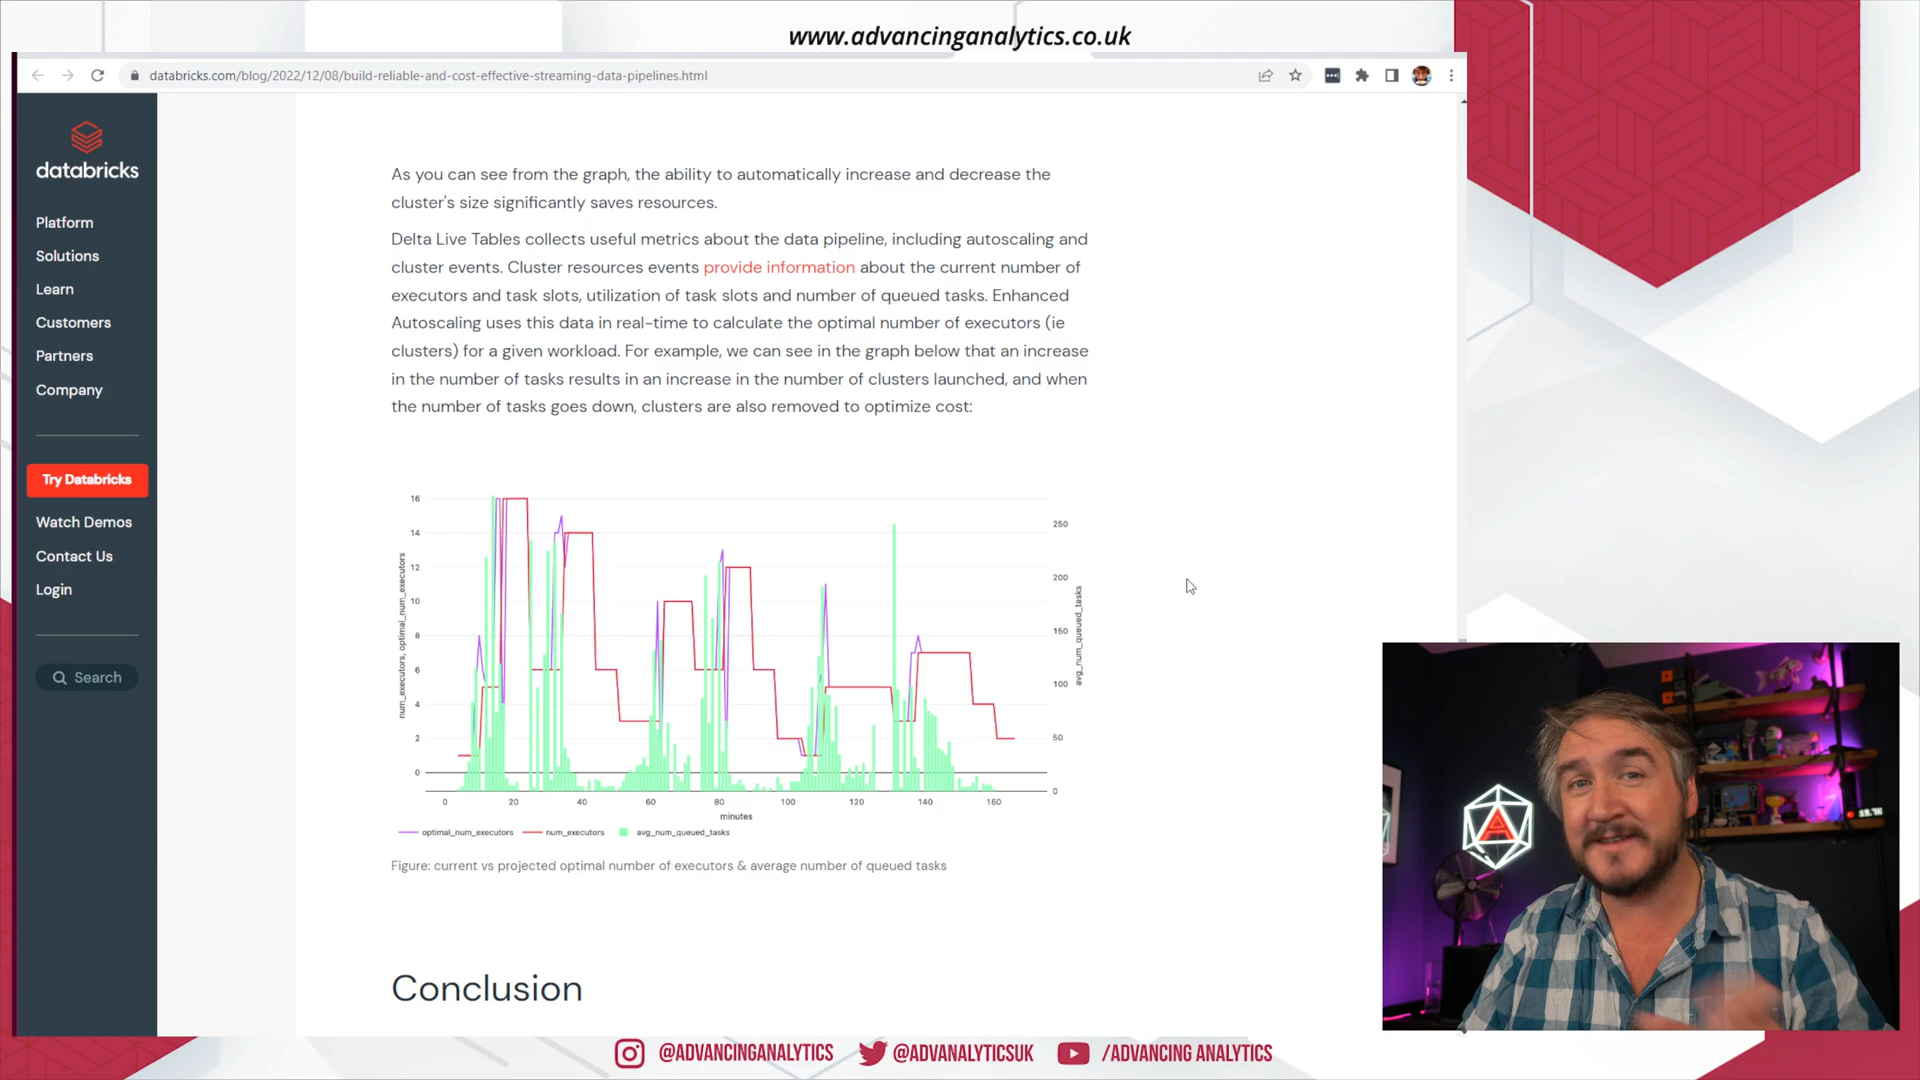 www.advancinganalytics.co.uk
databricks.com/blog/2022/12/08/build-reliable-and-cost-effective-streaming-data-pipelines.html
databricks
Platform
Solutions
Learn
Customers
Partners
Company
Try Databricks
Watch Demos
Contact Us
Login
Search
As you can see from the graph, the ability to automatically increase and decrease the
cluster's size significantly saves resources.
Delta Live Tables collects useful metrics about the data pipeline, including autoscaling and
cluster events. Cluster resources events provide information about the current number of
executors and task slots, utilization of task slots and number of queued tasks. Enhanced
Autoscaling uses this data in real-time to calculate the optimal number of executors (ie
clusters) for a given workload. For example, we can see in the graph below that an increase
in the number of tasks results in an increase in the number of clusters launched, and when
the number of tasks goes down, clusters are also removed to optimize cost:
num_executors, optimal_num_executors
16
14
12
10
8
6
4
2
0
250
200
150
100
50
0
avg_num_queued_tasks
0 20 40 60 80 100 120 140 160
minutes
optimal_num_executors num_executors avg_num_queued_tasks
Figure: current vs projected optimal number of executors & average number of queued tasks
Conclusion
A
@ADVANCINGANALYTICS @ADVANALYTICSUK /ADVANCING ANALYTICS